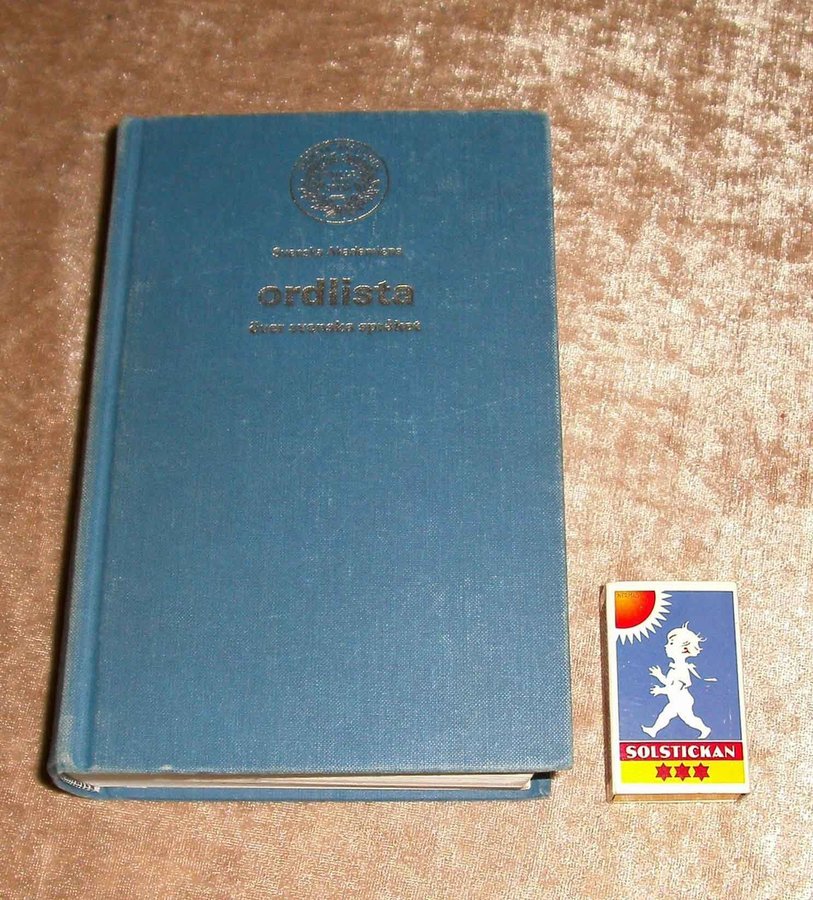 Svenska Akademiens
ordlista
över svenska språket
SOLSTICKAN